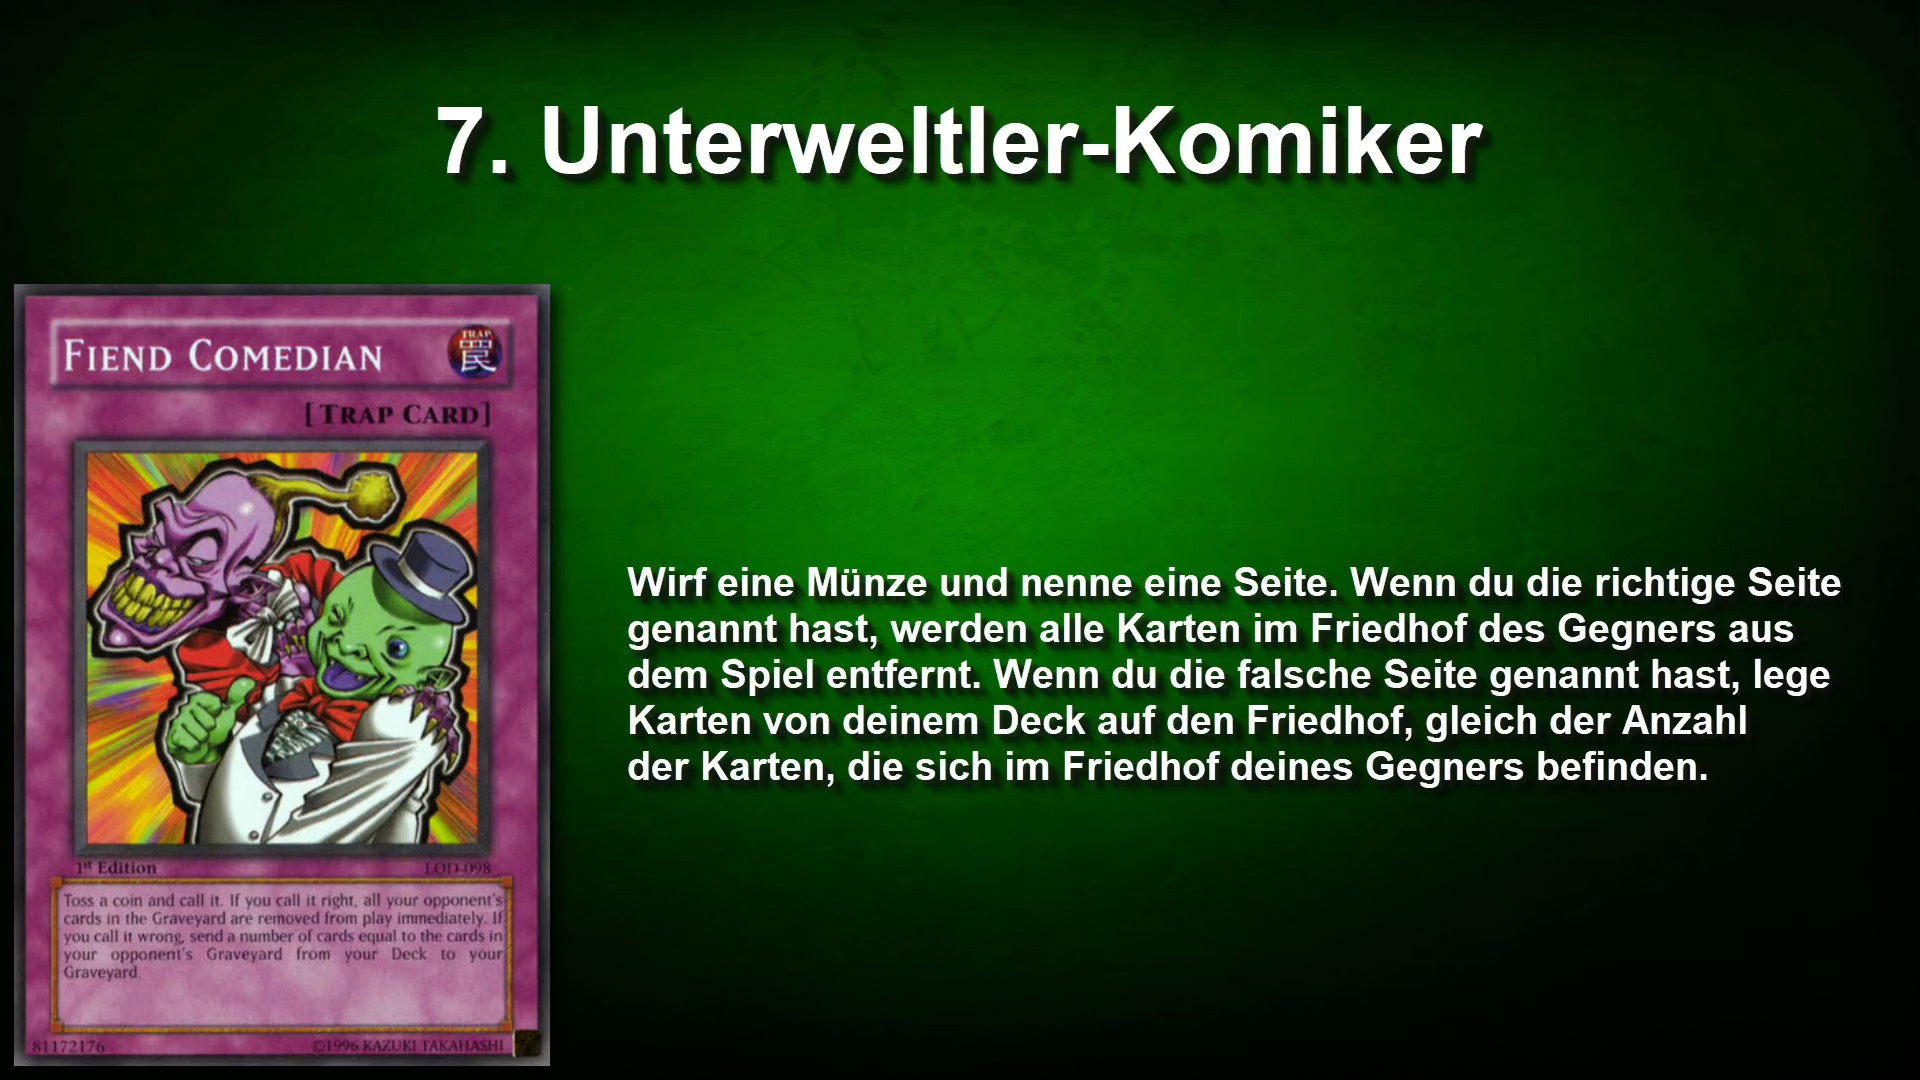 7. Unterweltler-Komiker
FIEND COMEDIAN
TRAP
罠
[TRAP CARD]
1st Edition
LOD-098
Toss a coin and call it. If you call it right, all your opponent's
cards in the Graveyard are removed from play immediately. If
you call it wrong, send a number of cards equal to the cards in
your opponent's Graveyard from your Deck to your
Graveyard.
81172176
©1996 KAZUKI TAKAHASHI
Wirf eine Münze und nenne eine Seite. Wenn du die richtige Seite
genannt hast, werden alle Karten im Friedhof des Gegners aus
dem Spiel entfernt. Wenn du die falsche Seite genannt hast, lege
Karten von deinem Deck auf den Friedhof, gleich der Anzahl
der Karten, die sich im Friedhof deines Gegners befinden.